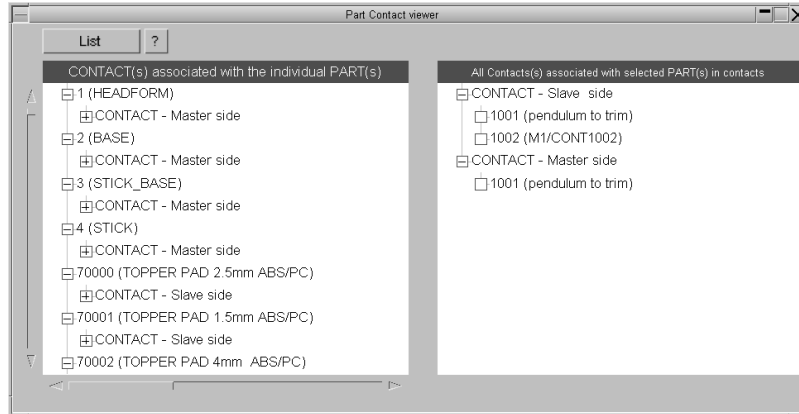 Part Contact viewer
List ?
CONTACT(s) associated with the individual PART(s)
1 (HEADFORM)
CONTACT - Master side
2 (BASE)
CONTACT - Master side
3 (STICK_BASE)
CONTACT - Master side
4 (STICK)
CONTACT - Master side
70000 (TOPPER PAD 2.5mm ABS/PC)
CONTACT - Slave side
70001 (TOPPER PAD 1.5mm ABS/PC)
CONTACT - Slave side
70002 (TOPPER PAD 4mm  ABS/PC)
All Contacts(s) associated with selected PART(s) in contacts
CONTACT - Slave  side
1001 (pendulum to trim)
1002 (M1/CONT1002)
CONTACT - Master side
1001 (pendulum to trim)